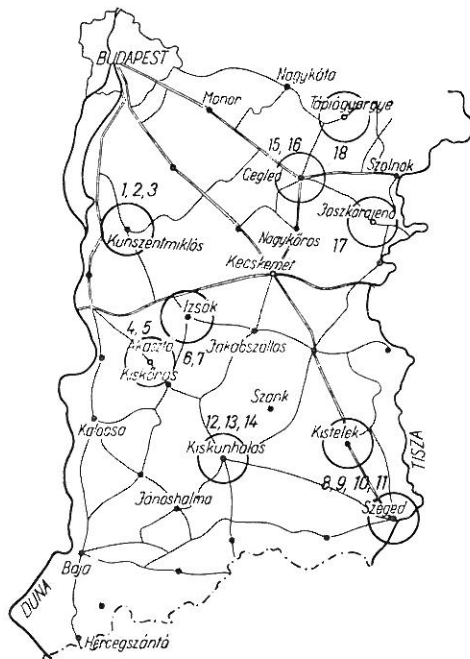 BUDAPEST
Nagykáta
Monor
Tápiógyörgye
15, 16
18
Cegléd
Szolnok
1, 2, 3
Jászkarajenő
Kunszentmiklós
Nagykőrös
17
Kecskemét
Izsák
4, 5
Akasztó
6, 7
Jakabszállás
Kiskőrös
Szank
12, 13, 14
Kalocsa
Kistelek
Kiskunhalas
TISZA
8, 9, 10, 11
Jánoshalma
Szeged
Baja
DUNA
Hercegszántó